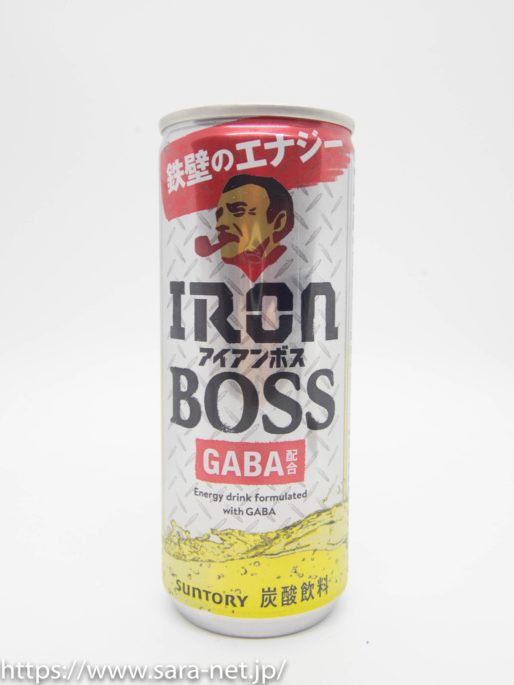 鉄壁のエナジー
IRON
アイアンボス
BOSS
GABA配合
Energy drink formulated
with GABA
SUNTORY 炭酸飲料
https://www.sara-net.jp/